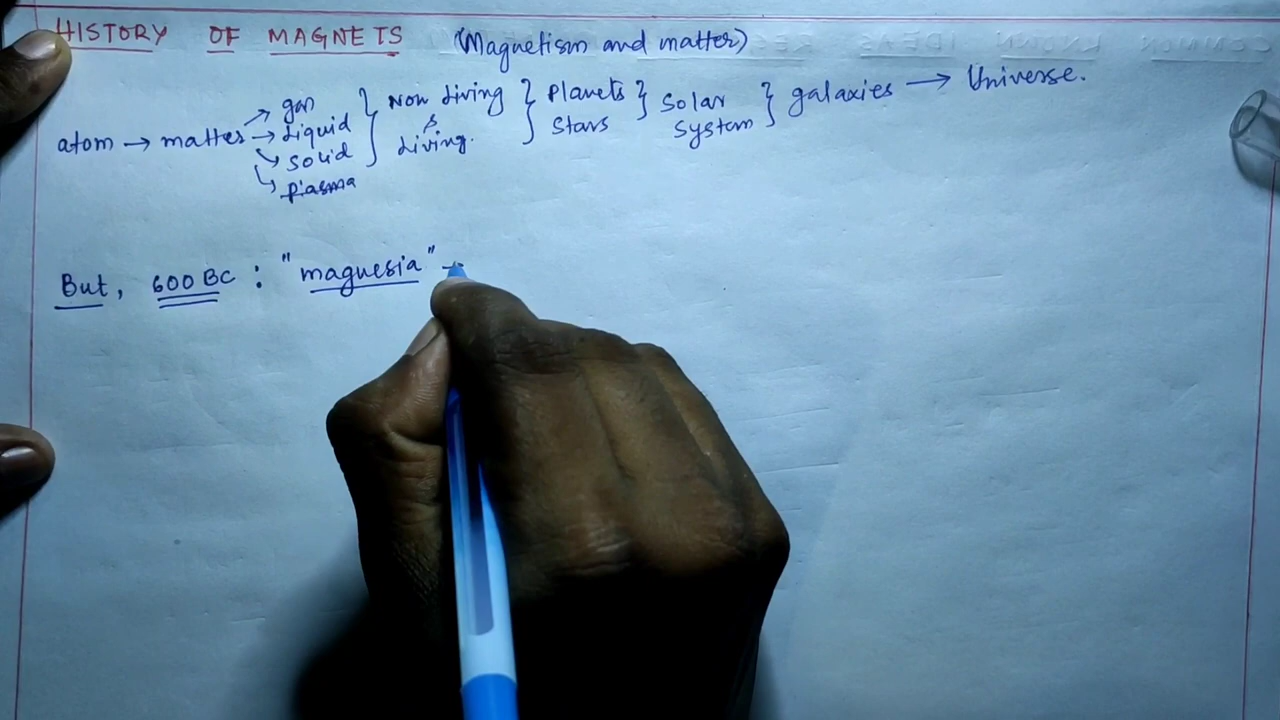 HISTORY OF MAGNETS (Magnetism and matter)
atom → matter → gas → Liquid → solid → plasma } Non living & living. } Planets Stars } Solar System } galaxies → Universe.
But, 600 BC : "magnesia" -